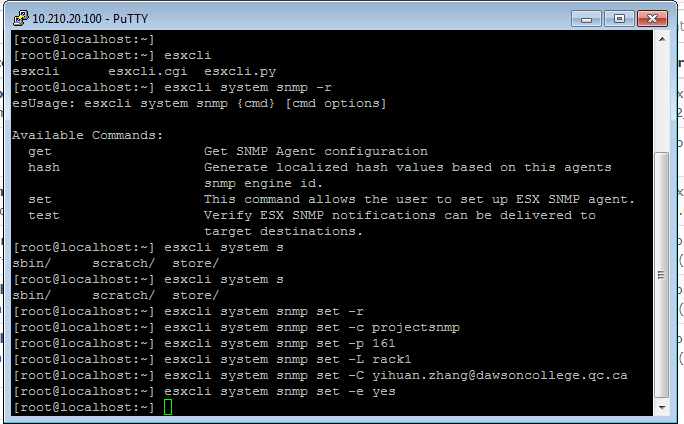 10.210.20.100 - PuTTY
[root@localhost:~]
[root@localhost:~] esxcli
esxcli      esxcli.cgi  esxcli.py
[root@localhost:~] esxcli system snmp -r
esUsage: esxcli system snmp {cmd} [cmd options]
Available Commands:
  get                   Get SNMP Agent configuration
  hash                  Generate localized hash values based on this agents
                        snmp engine id.
  set                   This command allows the user to set up ESX SNMP agent.
  test                  Verify ESX SNMP notifications can be delivered to
                        target destinations.
[root@localhost:~] esxcli system s
sbin/     scratch/  store/
[root@localhost:~] esxcli system s
sbin/     scratch/  store/
[root@localhost:~] esxcli system snmp set -r
[root@localhost:~] esxcli system snmp set -c projectsnmp
[root@localhost:~] esxcli system snmp set -p 161
[root@localhost:~] esxcli system snmp set -L rack1
[root@localhost:~] esxcli system snmp set -C yihuan.zhang@dawsoncollege.qc.ca
[root@localhost:~] esxcli system snmp set -e yes
[root@localhost:~]